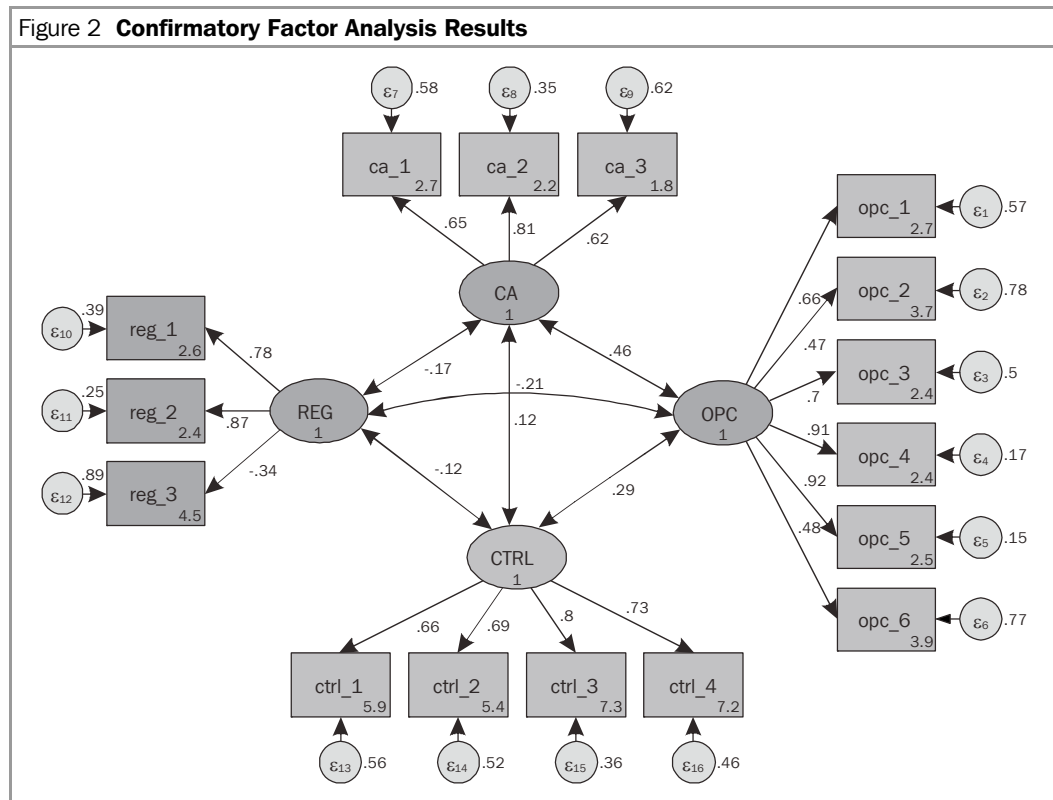 Figure 2 Confirmatory Factor Analysis Results
ε7 .58 ε8 .35 ε9 .62
ca_1 2.7 ca_2 2.2 ca_3 1.8
.65 .81 .62
CA 1
opc_1 2.7 ε1 .57
opc_2 3.7 ε2 .78
opc_3 2.4 ε3 .5
opc_4 2.4 ε4 .17
opc_5 2.5 ε5 .15
opc_6 3.9 ε6 .77
.66
.47
.7
.91
.92
.48
OPC 1
ε10 .39 reg_1 2.6
ε11 .25 reg_2 2.4
ε12 .89 reg_3 4.5
.78
.87
-.34
REG 1
-.17
.46
-.21
.12
-.12
.29
CTRL 1
.66 .69 .8 .73
ctrl_1 5.9 ctrl_2 5.4 ctrl_3 7.3 ctrl_4 7.2
ε13 .56 ε14 .52 ε15 .36 ε16 .46